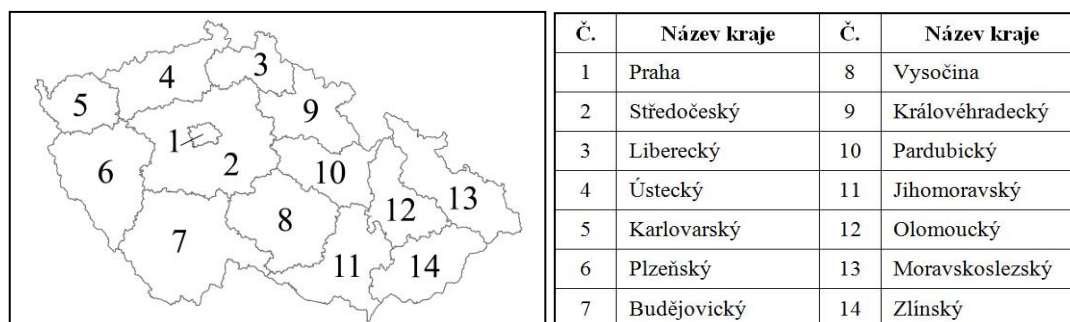 4
3
5
9
1
2
6
10
12
13
8
7
11
14
Č. Název kraje Č. Název kraje
1 Praha 8 Vysočina
2 Středočeský 9 Královéhradecký
3 Liberecký 10 Pardubický
4 Ústecký 11 Jihomoravský
5 Karlovarský 12 Olomoucký
6 Plzeňský 13 Moravskoslezský
7 Budějovický 14 Zlínský